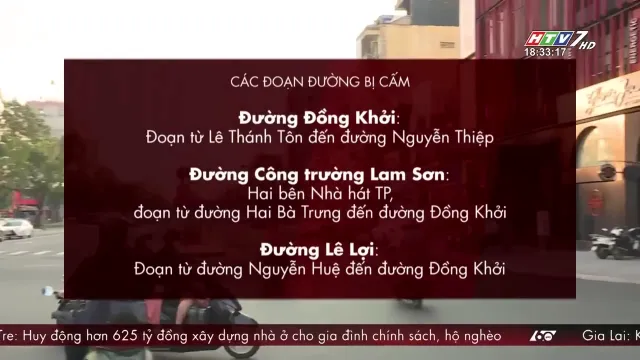 HTV7 HD
18:33:17
CÁC ĐOẠN ĐƯỜNG BỊ CẤM
Đường Đồng Khởi:
Đoạn từ Lê Thánh Tôn đến đường Nguyễn Thiệp
Đường Công trường Lam Sơn:
Hai bên Nhà hát TP,
đoạn từ đường Hai Bà Trưng đến đường Đồng Khởi
Đường Lê Lợi:
Đoạn từ đường Nguyễn Huệ đến đường Đồng Khởi
Tre: Huy động hơn 625 tỷ đồng xây dựng nhà ở cho gia đình chính sách, hộ nghèo
Gia Lai: K